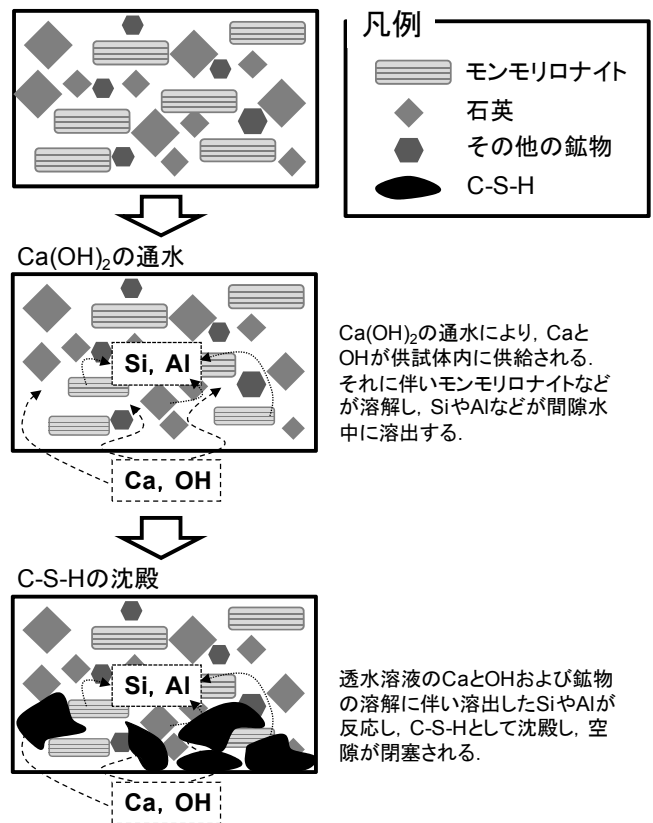 凡例
モンモリロナイト
石英
その他の鉱物
C-S-H
Ca(OH)₂の通水
Si, Al
Ca, OH
Ca(OH)₂の通水により，Caと
OHが供試体内に供給される．
それに伴いモンモリロナイトなど
が溶解し，SiやAlなどが間隙水
中に溶出する．
C-S-Hの沈殿
Si, Al
Ca, OH
透水溶液のCaとOHおよび鉱物
の溶解に伴い溶出したSiやAlが
反応し，C-S-Hとして沈殿し，空
隙が閉塞される．